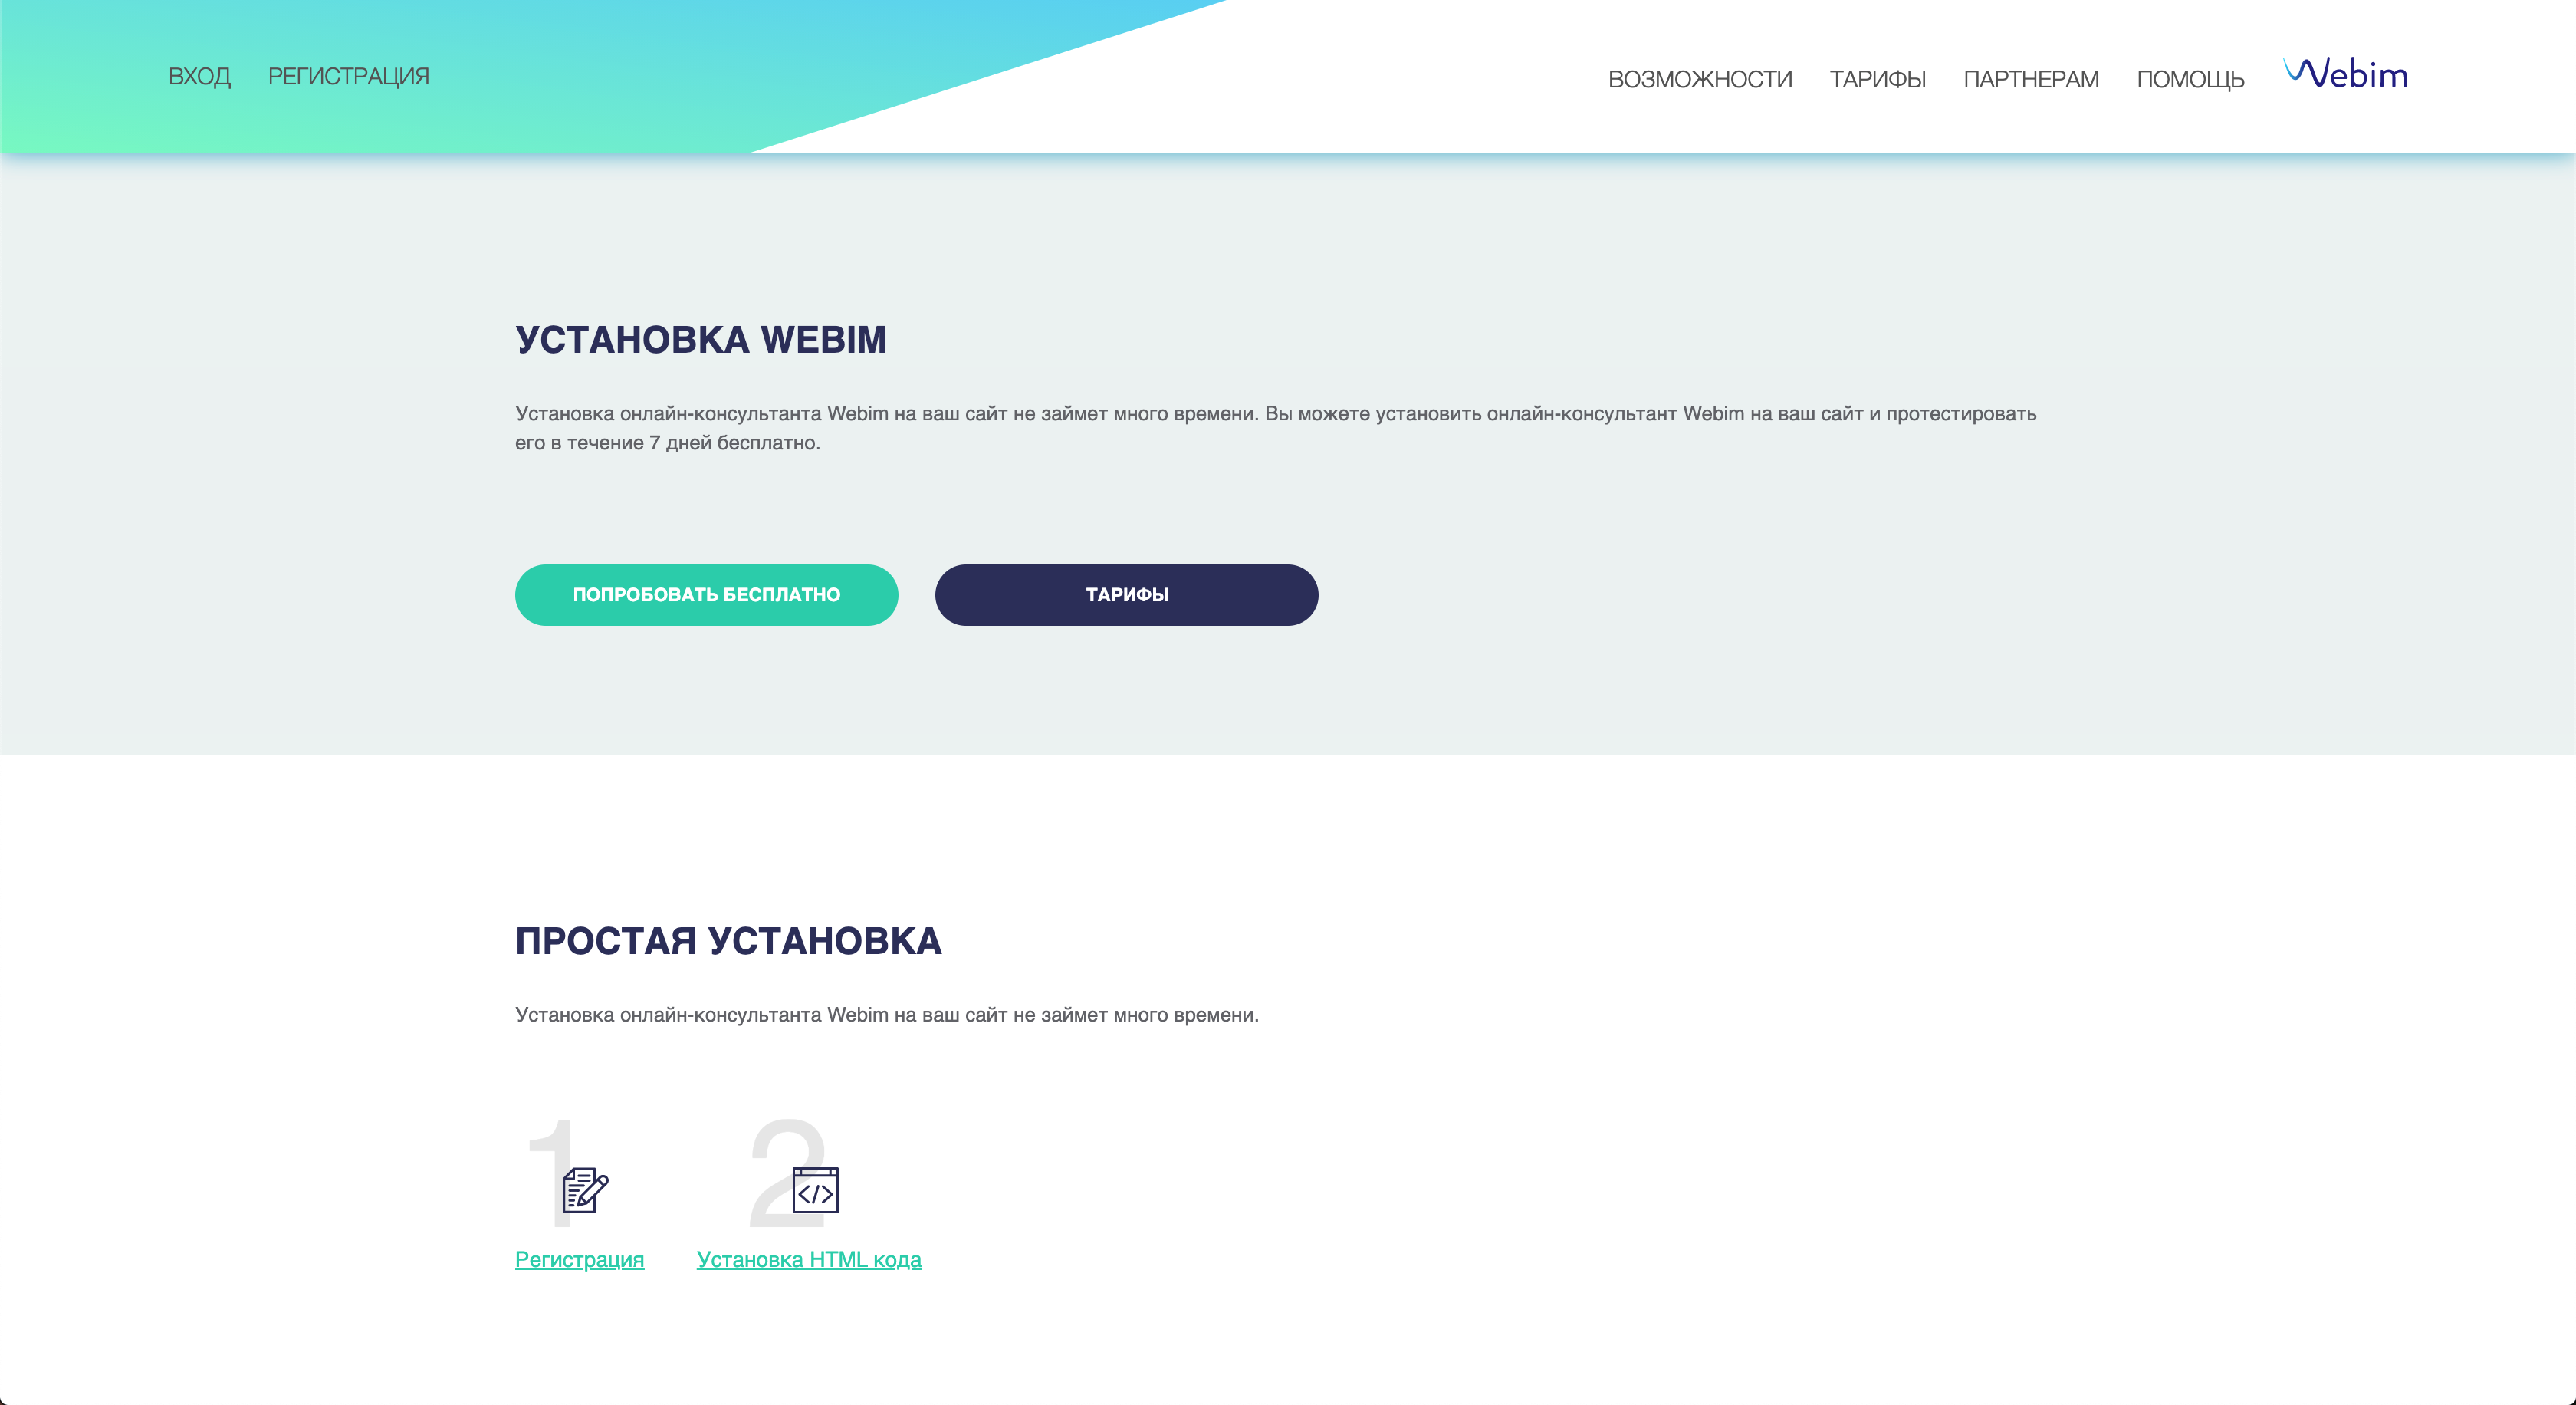 ВХОД
РЕГИСТРАЦИЯ
ВОЗМОЖНОСТИ
ТАРИФЫ
ПАРТНЕРАМ
ПОМОЩЬ
Webim
УСТАНОВКА WEBIM
Установка онлайн-консультанта Webim на ваш сайт не займет много времени. Вы можете установить онлайн-консультант Webim на ваш сайт и протестировать
его в течение 7 дней бесплатно.
ПОПРОБОВАТЬ БЕСПЛАТНО
ТАРИФЫ
ПРОСТАЯ УСТАНОВКА
Установка онлайн-консультанта Webim на ваш сайт не займет много времени.
1
Регистрация
2
</>
Установка HTML кода